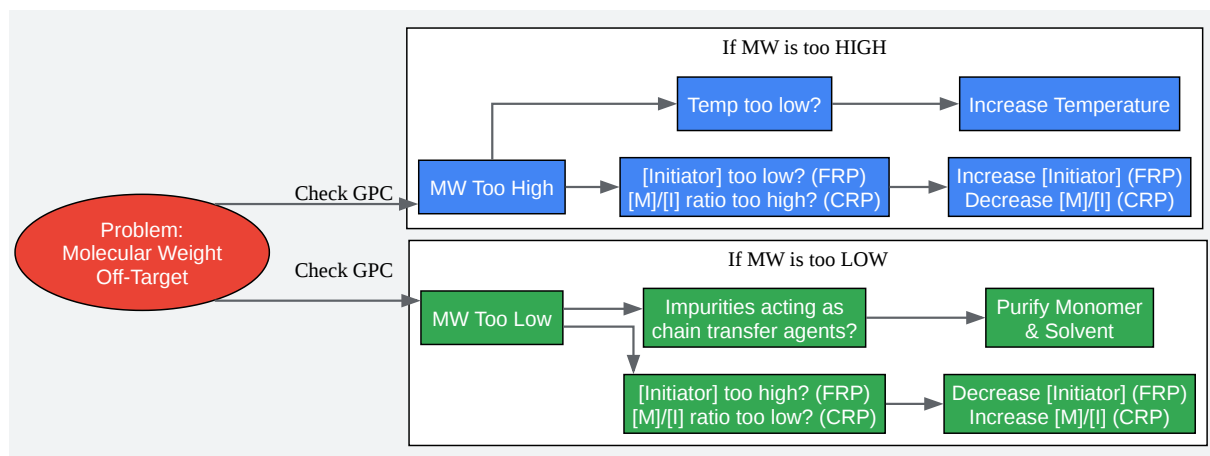 If MW is too HIGH
Temp too low?
Increase Temperature
MW Too High
[Initiator] too low? (FRP)
[M]/[I] ratio too high? (CRP)
Increase [Initiator] (FRP)
Decrease [M]/[I] (CRP)
Check GPC
Problem:
Molecular Weight
Off-Target
Check GPC
If MW is too LOW
MW Too Low
Impurities acting as
chain transfer agents?
Purify Monomer
& Solvent
[Initiator] too high? (FRP)
[M]/[I] ratio too low? (CRP)
Decrease [Initiator] (FRP)
Increase [M]/[I] (CRP)